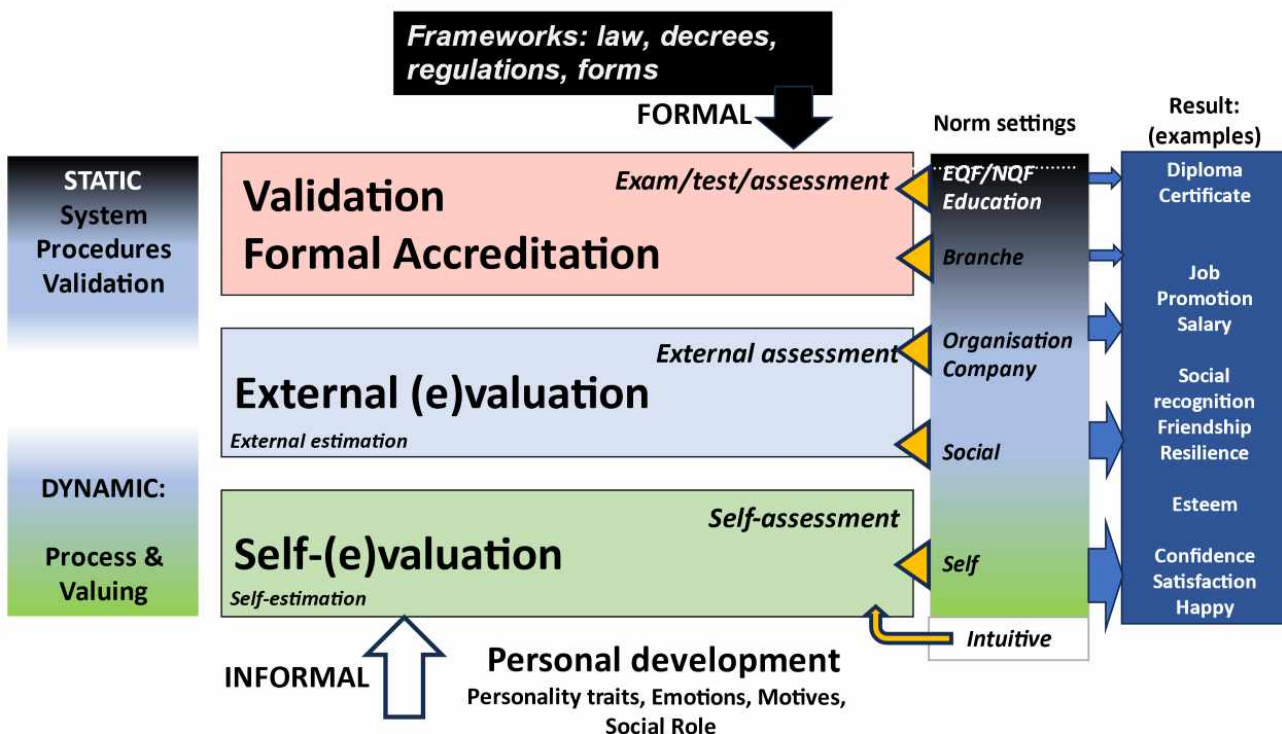 Frameworks: law, decrees,
regulations, forms
FORMAL
Norm settings
Result:
(examples)
STATIC
System
Procedures
Validation
DYNAMIC:
Process &
Valuing
Exam/test/assessment
Validation
Formal Accreditation
External assessment
External (e)valuation
External estimation
Self-assessment
Self-(e)valuation
Self-estimation
EQF/NQF
Education
Branche
Organisation
Company
Social
Self
Intuitive
Diploma
Certificate
Job
Promotion
Salary
Social
recognition
Friendship
Resilience
Esteem
Confidence
Satisfaction
Happy
INFORMAL
Personal development
Personality traits, Emotions, Motives,
Social Role